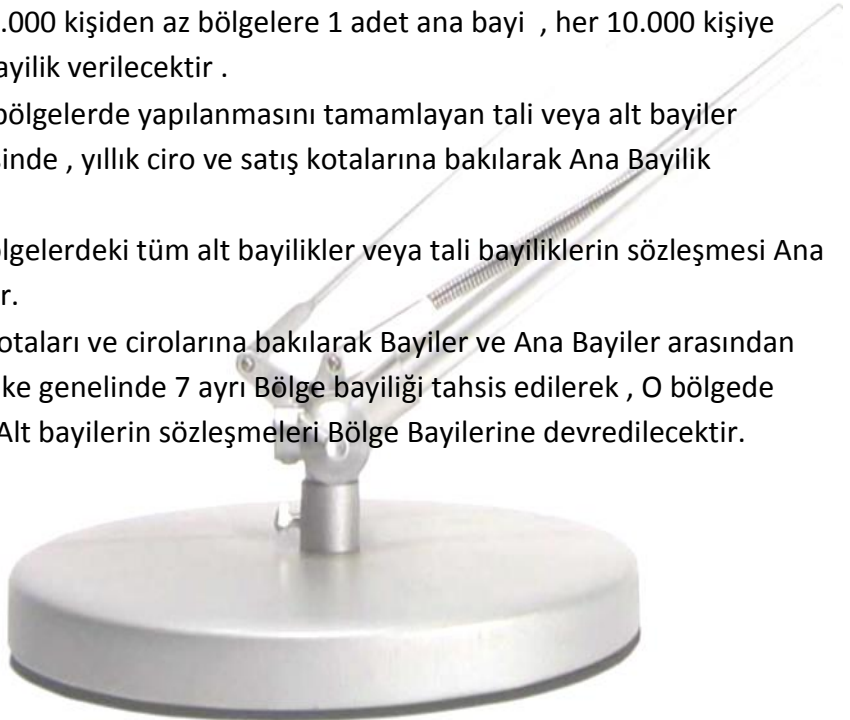 .000 kişiden az bölgelere 1 adet ana bayi , her 10.000 kişiye
ayilik verilecektir .
bölgelerde yapılanmasını tamamlayan tali veya alt bayiler
sinde , yıllık ciro ve satış kotalarına bakılarak Ana Bayilik
lgelerdeki tüm alt bayilikler veya tali bayiliklerin sözleşmesi Ana
r.
otaları ve cirolarına bakılarak Bayiler ve Ana Bayiler arasından
ke genelinde 7 ayrı Bölge bayiliği tahsis edilerek , O bölgede
Alt bayilerin sözleşmeleri Bölge Bayilerine devredilecektir.